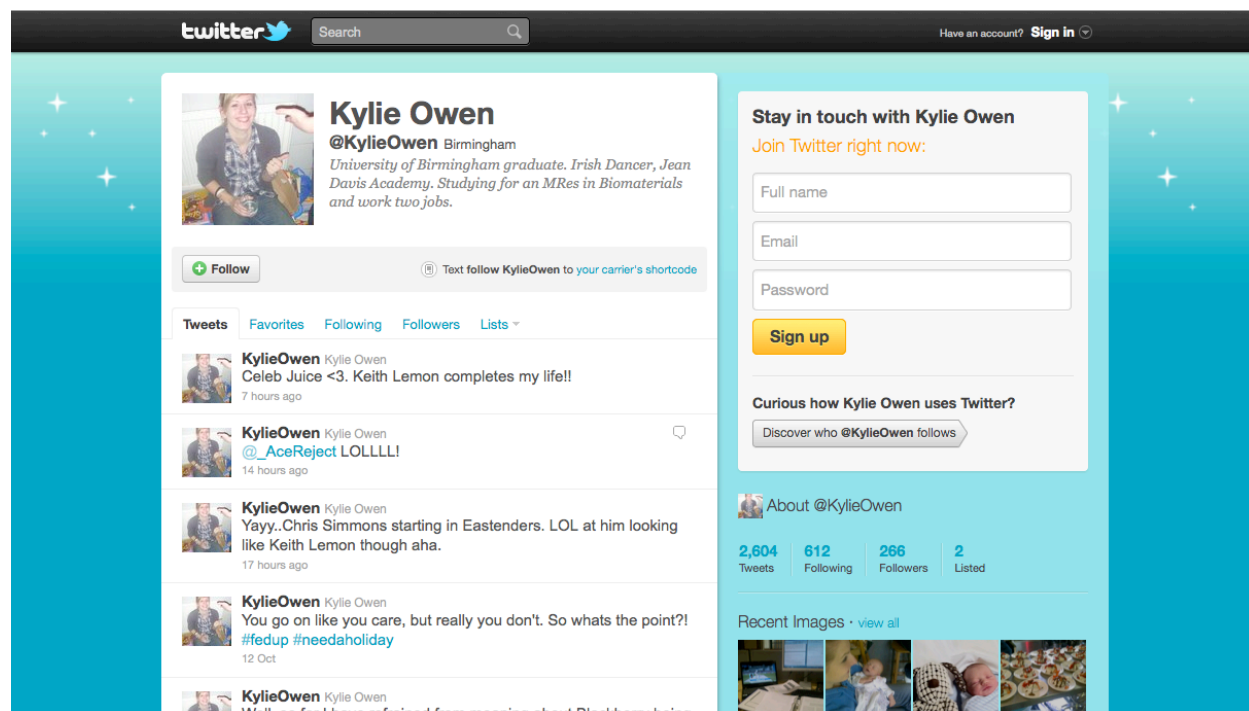 twitter
Search
Have an account? Sign in
Kylie Owen
@KylieOwen Birmingham
University of Birmingham graduate. Irish Dancer, Jean
Davis Academy. Studying for an MRes in Biomaterials
and work two jobs.
Follow
Text follow KylieOwen to your carrier's shortcode
Tweets Favorites Following Followers Lists
KylieOwen Kylie Owen
Celeb Juice <3. Keith Lemon completes my life!!
7 hours ago
KylieOwen Kylie Owen
@_AceReject LOLLLL!
14 hours ago
KylieOwen Kylie Owen
Yayy..Chris Simmons starting in Eastenders. LOL at him looking
like Keith Lemon though aha.
17 hours ago
KylieOwen Kylie Owen
You go on like you care, but really you don't. So whats the point?!
#fedup #needaholiday
12 Oct
KylieOwen Kylie Owen
Stay in touch with Kylie Owen
Join Twitter right now:
Full name
Email
Password
Sign up
Curious how Kylie Owen uses Twitter?
Discover who @KylieOwen follows
About @KylieOwen
2,604 612 266 2
Tweets Following Followers Listed
Recent Images · view all